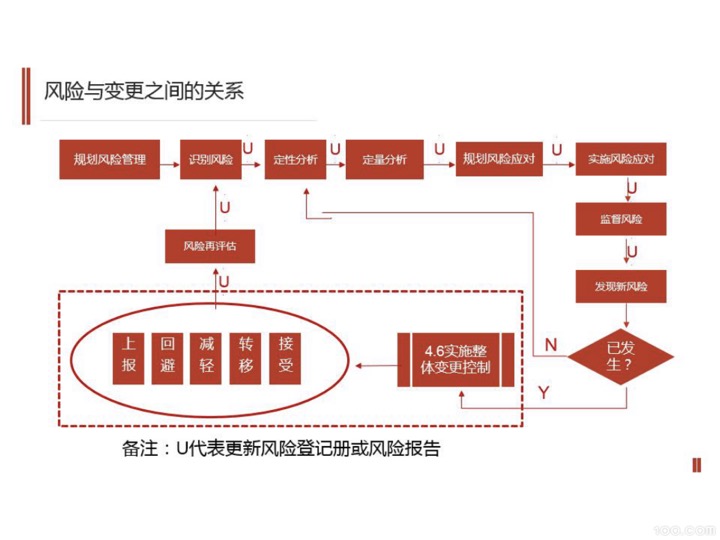 风险与变更之间的关系
规划风险管理
识别风险
U
定性分析
U
定量分析
U
规划风险应对
U
实施风险应对
U
监督风险
U
发现新风险
已发
生？
N
Y
4.6实施整
体变更控制
上报
回避
减轻
转移
接受
U
风险再评估
U
备注：U代表更新风险登记册或风险报告